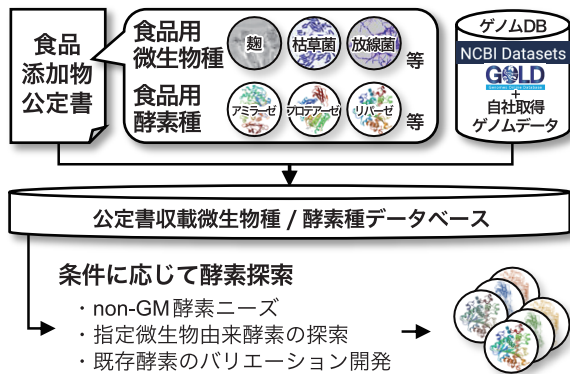 食品
添加物
公定書
食品用
微生物種
麹
枯草菌
放線菌
等
食品用
酵素種
アミラーゼ
プロテアーゼ
リパーゼ
等
ゲノムDB
NCBI Datasets
GOLD
Genomes Online Database
+
自社取得
ゲノムデータ
公定書収載微生物種 / 酵素種データベース
条件に応じて酵素探索
・non-GM酵素ニーズ
・指定微生物由来酵素の探索
・既存酵素のバリエーション開発